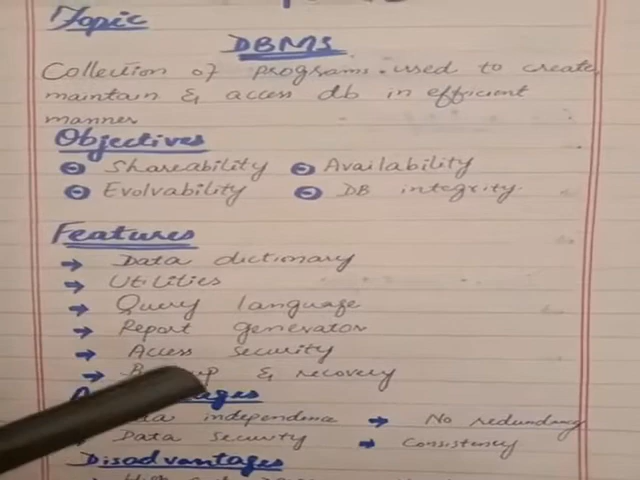 Topic
DBMS
Collection of programs used to create,
maintain & access db in efficient
manner
Objectives
Shareability Availability
Evolvability DB integrity
Features
→ Data dictionary
→ Utilities
→ Query language
→ Report generator
→ Access security
→ & recovery
independence → No redundancy
→ Data security → Consistency
Disadvantages